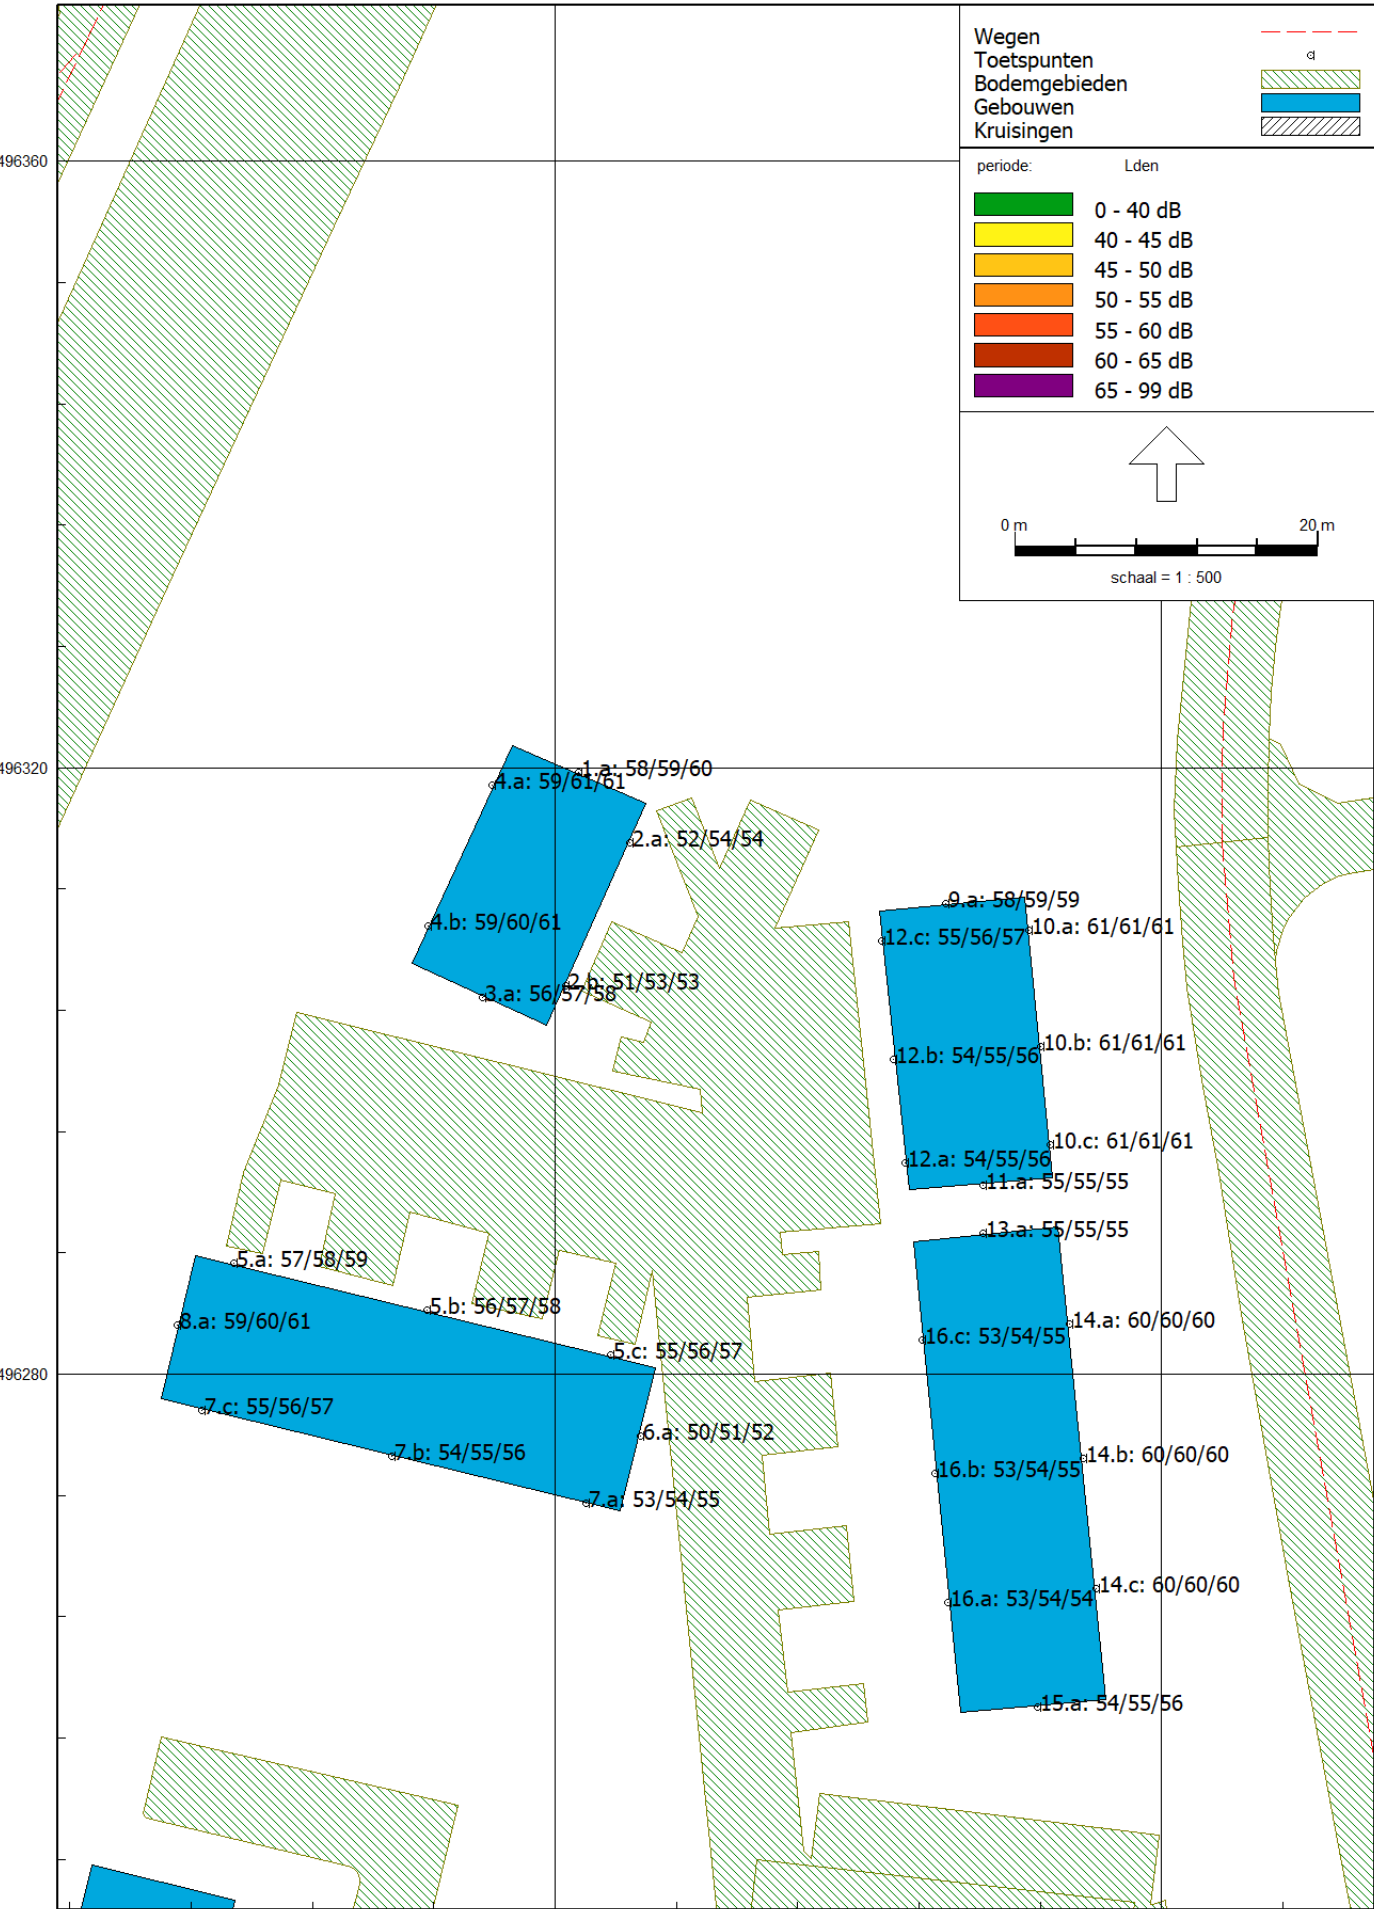 Wegen
Toetspunten
Bodemgebieden
Gebouwen
Kruisingen
periode: Lden
0 - 40 dB
40 - 45 dB
45 - 50 dB
50 - 55 dB
55 - 60 dB
60 - 65 dB
65 - 99 dB
0 m 20 m
schaal = 1 : 500
496360
496320
496280
1.a: 58/59/60
4.a: 59/61/61
2.a: 52/54/54
4.b: 59/60/61
2.b: 51/53/53
3.a: 56/57/58
9.a: 58/59/59
10.a: 61/61/61
12.c: 55/56/57
10.b: 61/61/61
12.b: 54/55/56
10.c: 61/61/61
12.a: 54/55/56
11.a: 55/55/55
13.a: 55/55/55
5.a: 57/58/59
5.b: 56/57/58
8.a: 59/60/61
14.a: 60/60/60
16.c: 53/54/55
5.c: 55/56/57
7.c: 55/56/57
6.a: 50/51/52
7.b: 54/55/56
14.b: 60/60/60
16.b: 53/54/55
7.a: 53/54/55
14.c: 60/60/60
16.a: 53/54/54
15.a: 54/55/56